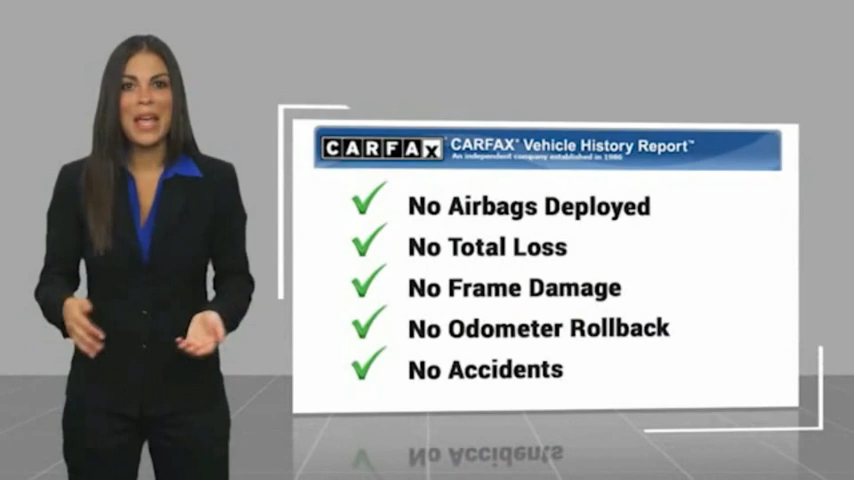 CARFAX CARFAX™ Vehicle History Report™
An independent company established in 1986
No Airbags Deployed
No Total Loss
No Frame Damage
No Odometer Rollback
No Accidents
No Accidents